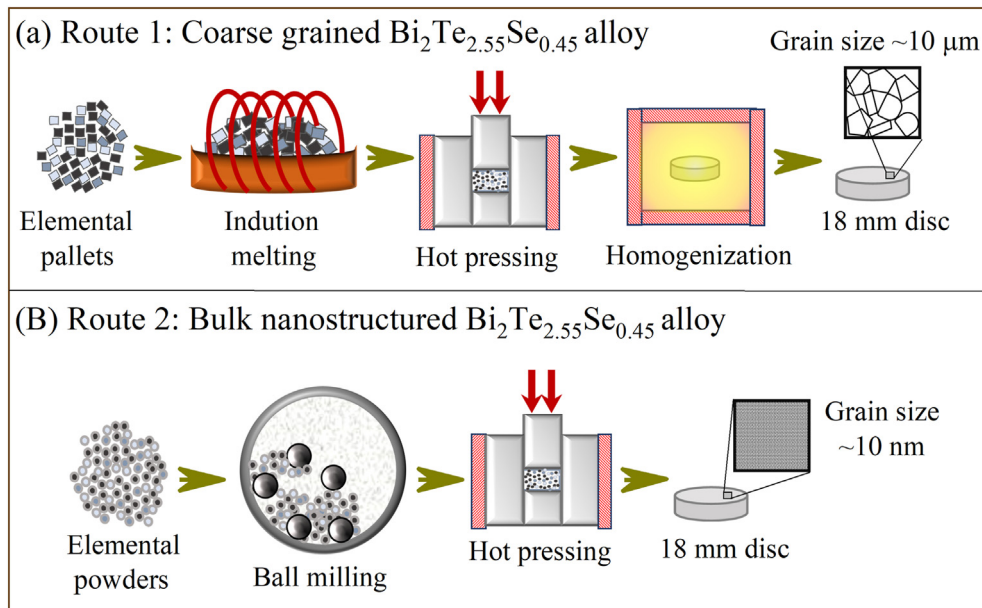 (a) Route 1: Coarse grained Bi₂Te₂.₅₅Se₀.₄₅ alloy
Grain size ~10 µm
Elemental
pallets
Indution
melting
Hot pressing
Homogenization
18 mm disc
(B) Route 2: Bulk nanostructured Bi₂Te₂.₅₅Se₀.₄₅ alloy
Grain size
~10 nm
Elemental
powders
Ball milling
Hot pressing
18 mm disc